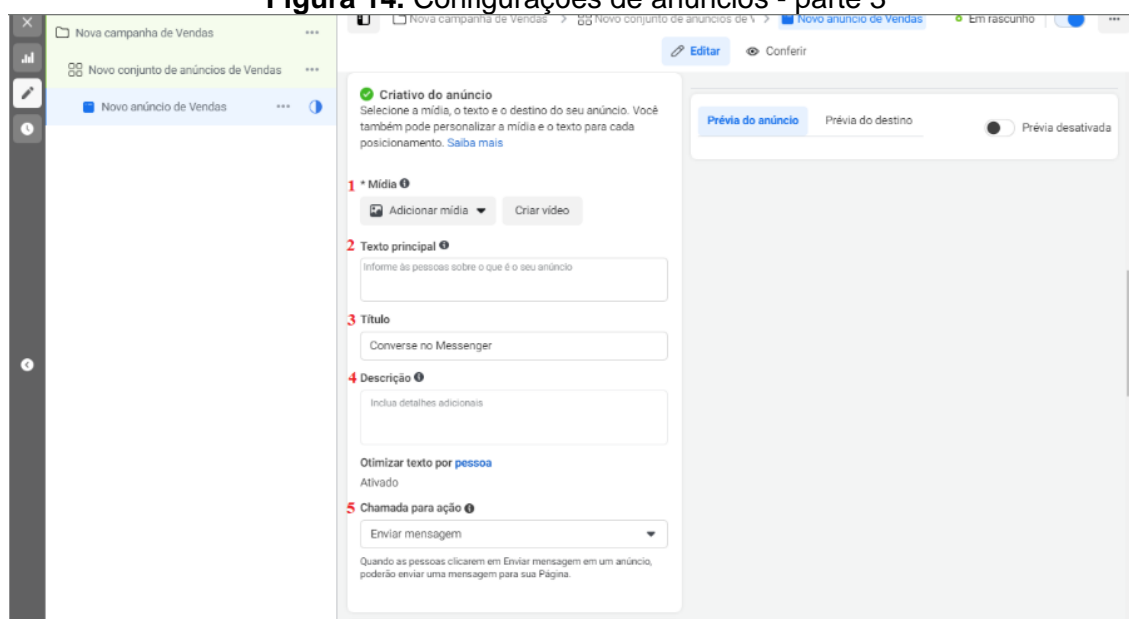 Figura 14: Configurações de anúncios - parte 3
Nova campanha de Vendas
Novo conjunto de anúncios de Vendas
Novo anúncio de Vendas
Nova campanha de Vendas > Novo conjunto de anúncios de V > Novo anúncio de Vendas Em rascunho
Editar Conferir
Criativo do anúncio
Selecione a mídia, o texto e o destino do seu anúncio. Você
também pode personalizar a mídia e o texto para cada
posicionamento. Saiba mais
Prévia do anúncio Prévia do destino Prévia desativada
1 * Mídia
Adicionar mídia Criar vídeo
2 Texto principal
Informe às pessoas sobre o que é o seu anúncio
3 Título
Converse no Messenger
4 Descrição
Inclua detalhes adicionais
Otimizar texto por pessoa
Ativado
5 Chamada para ação
Enviar mensagem
Quando as pessoas clicarem em Enviar mensagem em um anúncio,
poderão enviar uma mensagem para sua Página.